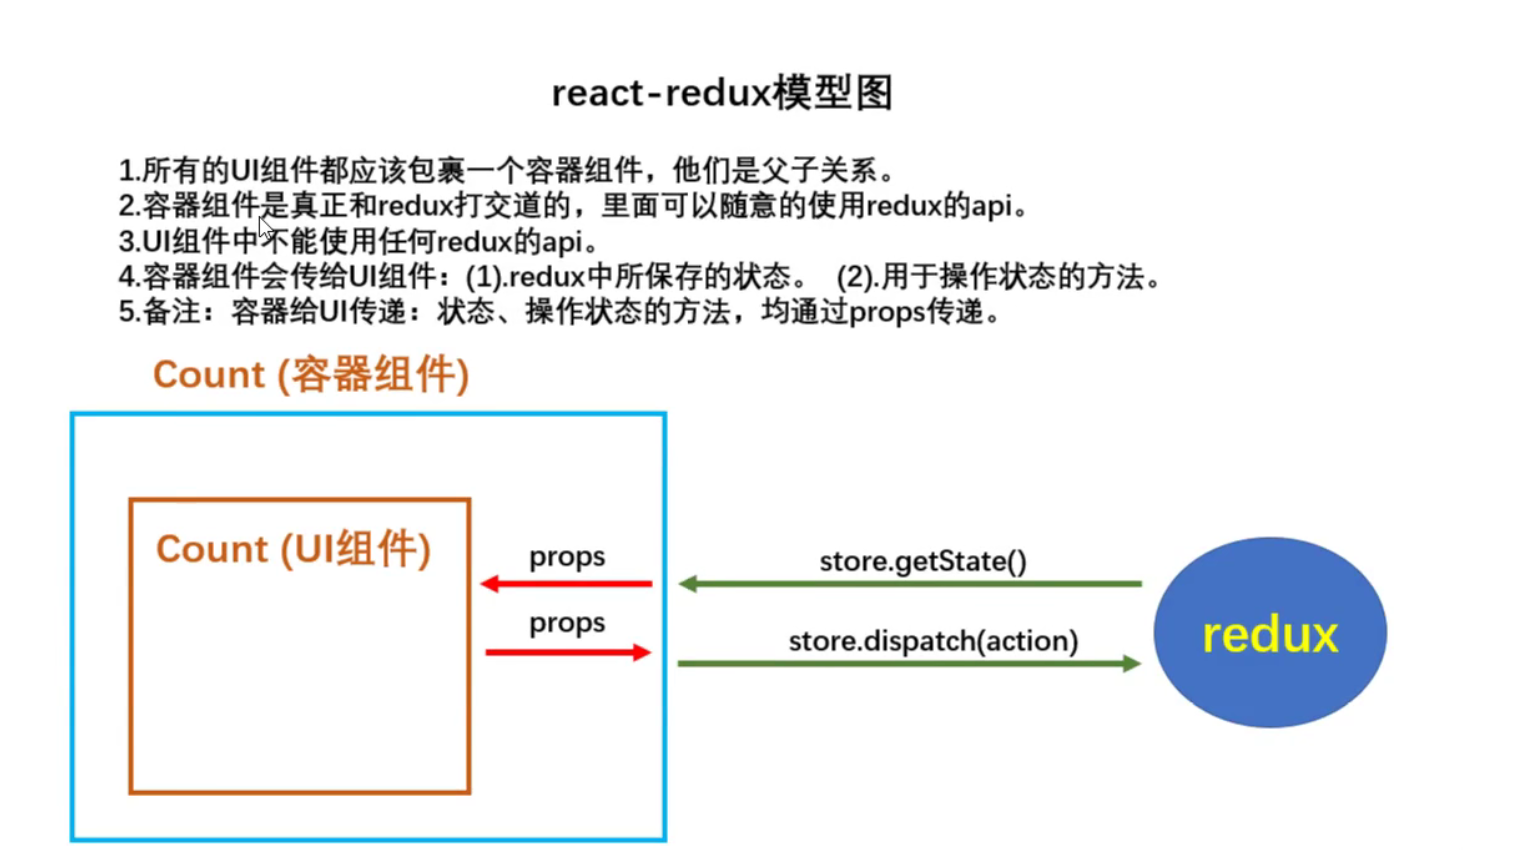 react-redux模型图
1.所有的UI组件都应该包裹一个容器组件，他们是父子关系。
2.容器组件是真正和redux打交道的，里面可以随意的使用redux的api。
3.UI组件中不能使用任何redux的api。
4.容器组件会传给UI组件：(1).redux中所保存的状态。 (2).用于操作状态的方法。
5.备注：容器给UI传递：状态、操作状态的方法，均通过props传递。
Count (容器组件)
Count (UI组件)
props
store.getState()
props
store.dispatch(action)
redux